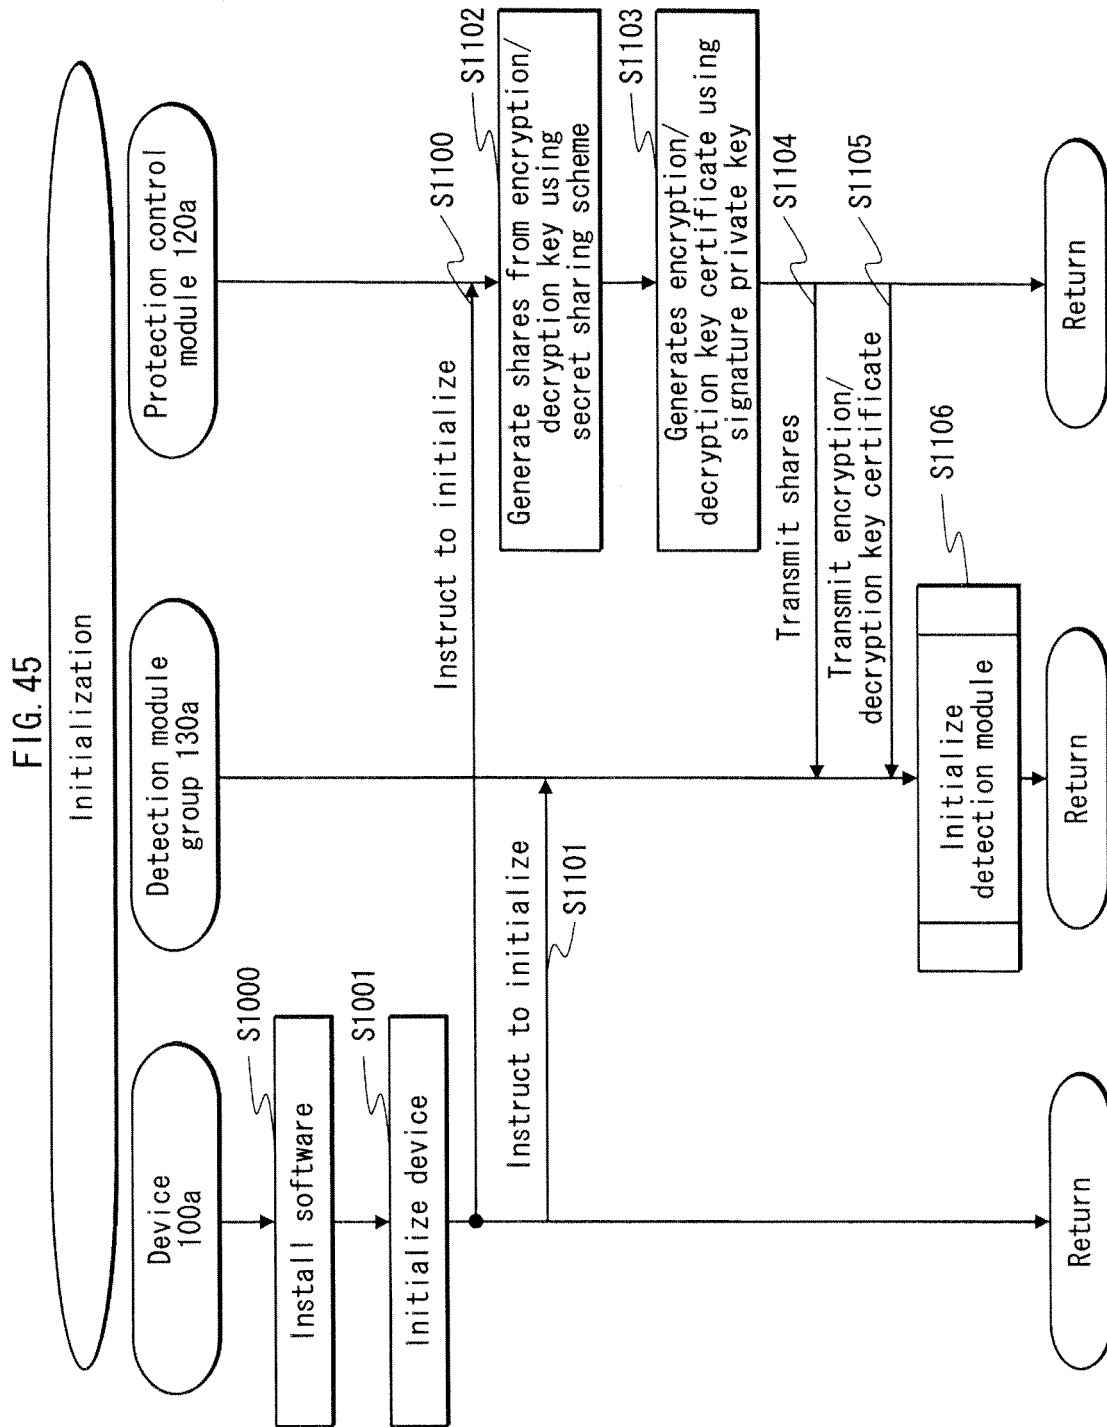 FIG. 45
Initialization
Device
100a
Detection module
group 130a
Protection control
module 120a
S1000
Install software
S1001
Initialize device
Instruct to initialize
S1100
Instruct to initialize
S1101
S1102
Generate shares from encryption/
decryption key using
secret sharing scheme
S1103
Generates encryption/
decryption key certificate using
signature private key
Transmit shares
S1104
Transmit encryption/
decryption key certificate
S1105
S1106
Initialize
detection module
Return
Return
Return